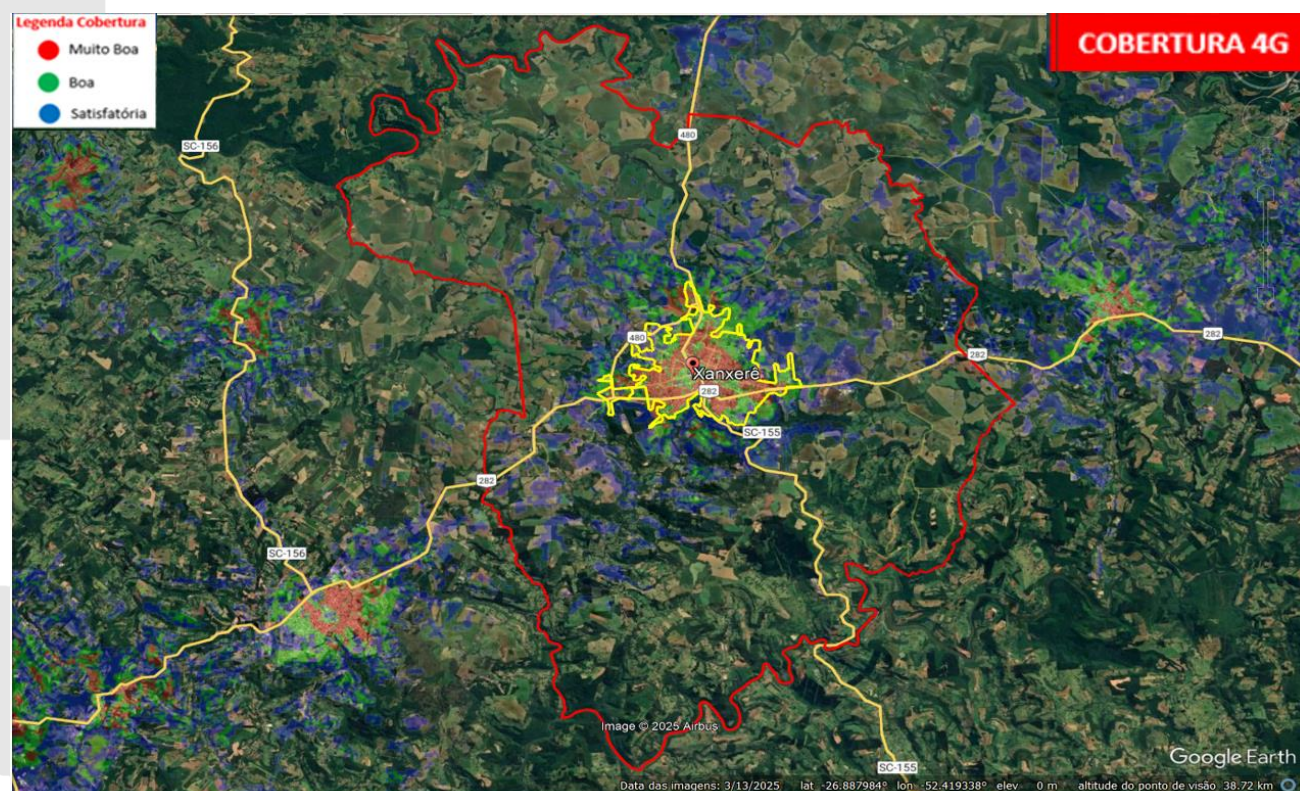 Legenda Cobertura
Muito Boa
Boa
Satisfatória
COBERTURA 4G
480
SC-156
480
282
282
Xanxerê
282
SC-155
282
SC-156
Image © 2025 Airbus
Google Earth
SC-155
Data das imagens: 3/13/2025 lat -26.887984° lon -52.419338° elev 0 m altitude do ponto de visão 38.72 km